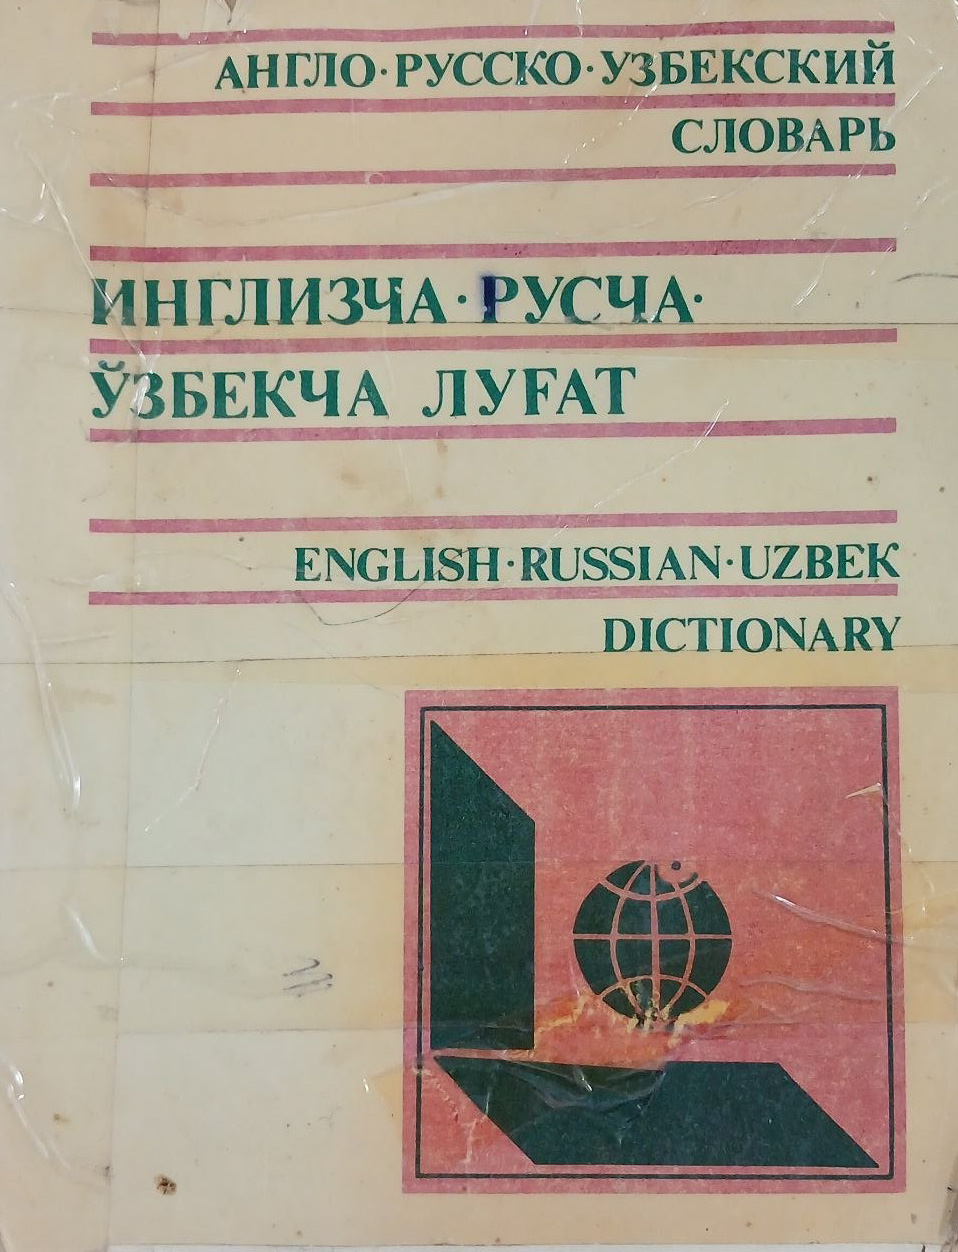 АНГЛО·РУССКО·УЗБЕКСКИЙ
СЛОВАРЬ
ИНГЛИЗЧА·РУСЧА·
ЎЗБЕКЧА ЛУҒАТ
ENGLISH·RUSSIAN·UZBEK
DICTIONARY